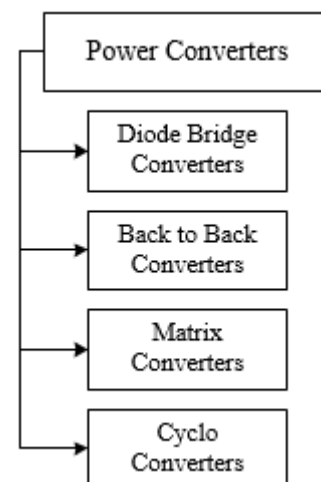 Power Converters
Diode Bridge
Converters
Back to Back
Converters
Matrix
Converters
Cyclo
Converters